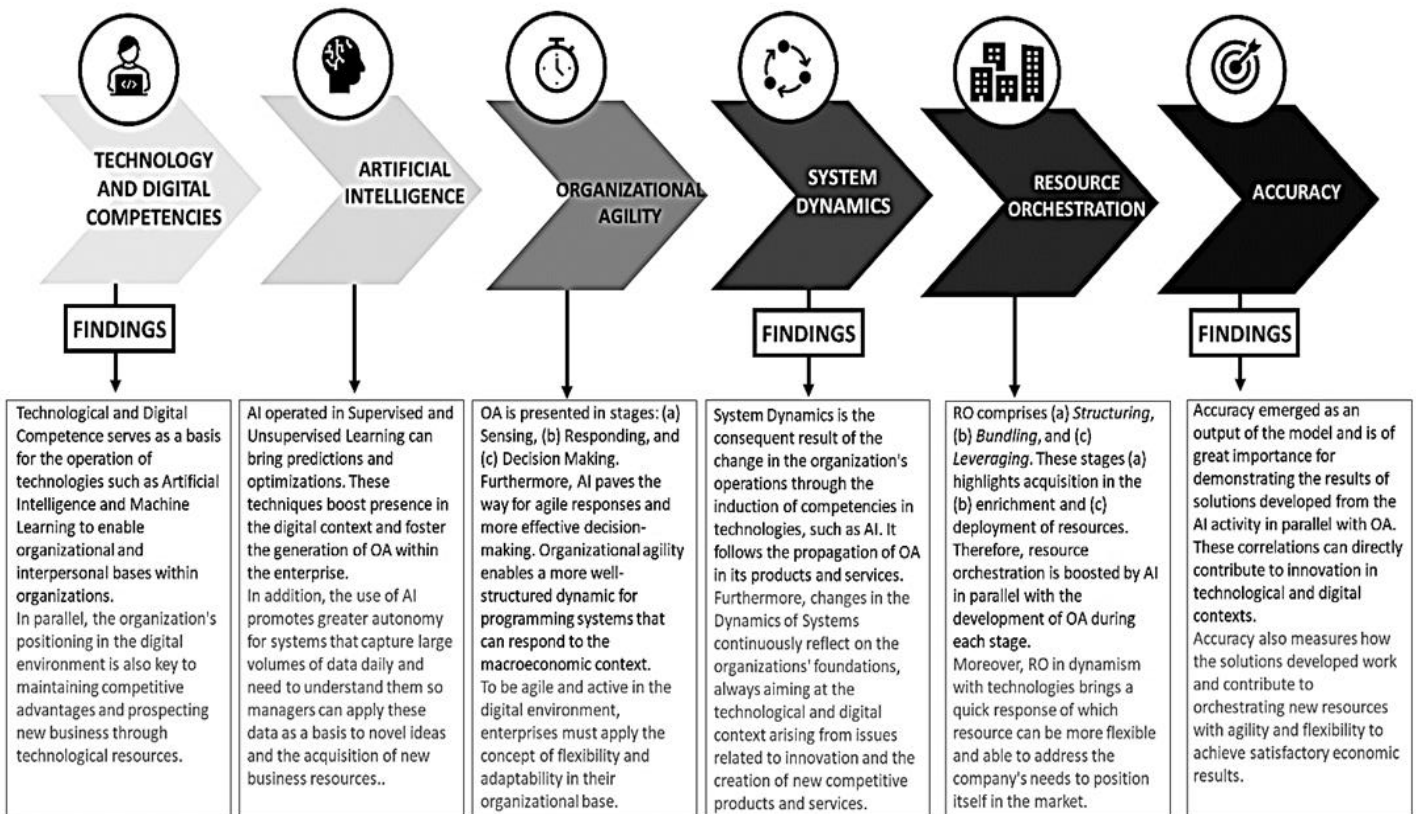 TECHNOLOGY
AND DIGITAL
COMPETENCIES
ARTIFICIAL
INTELLIGENCE
ORGANIZATIONAL
AGILITY
SYSTEM
DYNAMICS
RESOURCE
ORCHESTRATION
ACCURACY
FINDINGS
FINDINGS
FINDINGS
Technological and Digital
Competence serves as a basis
for the operation of
technologies such as Artificial
Intelligence and Machine
Learning to enable
organizational and
interpersonal bases within
organizations.
In parallel, the organization's
positioning in the digital
environment is also key to
maintaining competitive
advantages and prospecting
new business through
technological resources.
AI operated in Supervised and
Unsupervised Learning can
bring predictions and
optimizations. These
techniques boost presence in
the digital context and foster
the generation of OA within
the enterprise.
In addition, the use of AI
promotes greater autonomy
for systems that capture large
volumes of data daily and
need to understand them so
managers can apply these
data as a basis to novel ideas
and the acquisition of new
business resources..
OA is presented in stages: (a)
Sensing, (b) Responding, and
(c) Decision Making.
Furthermore, AI paves the
way for agile responses and
more effective decision-
making. Organizational agility
enables a more well-
structured dynamic for
programming systems that
can respond to the
macroeconomic context.
To be agile and active in the
digital environment,
enterprises must apply the
concept of flexibility and
adaptability in their
organizational base.
System Dynamics is the
consequent result of the
change in the organization's
operations through the
induction of competencies in
technologies, such as AI. It
follows the propagation of OA
in its products and services.
Furthermore, changes in the
Dynamics of Systems
continuously reflect on the
organizations' foundations,
always aiming at the
technological and digital
context arising from issues
related to innovation and the
creation of new competitive
products and services.
RO comprises (a) Structuring,
(b) Bundling, and (c)
Leveraging. These stages (a)
highlights acquisition in the
(b) enrichment and (c)
deployment of resources.
Therefore, resource
orchestration is boosted by AI
in parallel with the
development of OA during
each stage.
Moreover, RO in dynamism
with technologies brings a
quick response of which
resource can be more flexible
and able to address the
company's needs to position
itself in the market.
Accuracy emerged as an
output of the model and is of
great importance for
demonstrating the results of
solutions developed from the
AI activity in parallel with OA.
These correlations can directly
contribute to innovation in
technological and digital
contexts.
Accuracy also measures how
the solutions developed work
and contribute to
orchestrating new resources
with agility and flexibility to
achieve satisfactory economic
results.